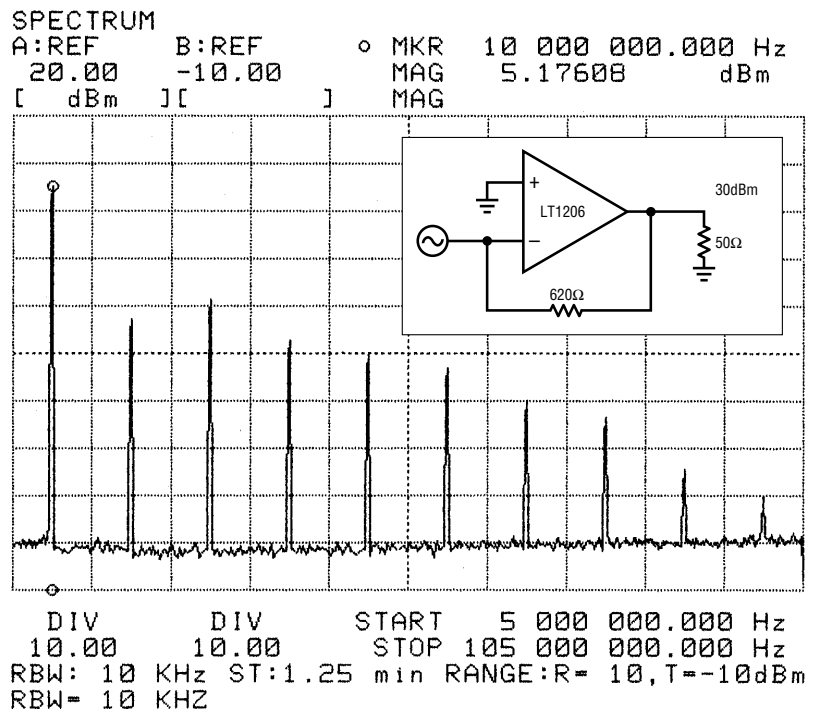 SPECTRUM
A:REF B:REF o MKR 10 000 000.000 Hz
20.00 -10.00 MAG 5.17608 dBm
[ dBm ][ ] MAG
30dBm
+
LT1206
−
50Ω
620Ω
DIV DIV START 5 000 000.000 Hz
10.00 10.00 STOP 105 000 000.000 Hz
RBW: 10 KHz ST:1.25 min RANGE:R= 10,T=-10dBm
RBW= 10 KHZ